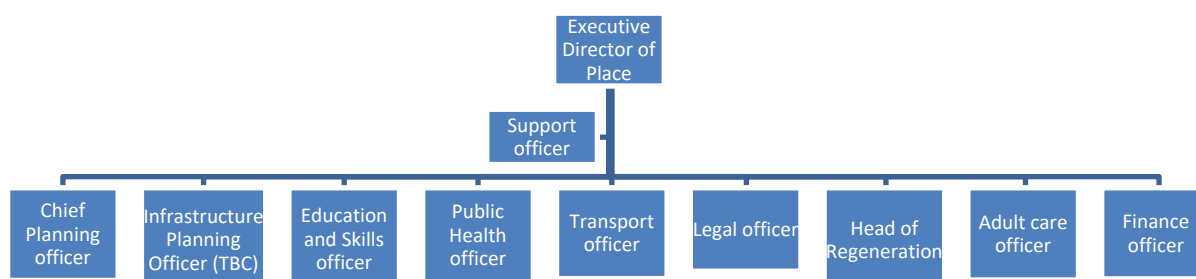 Executive
Director of
Place
Support
officer
Chief
Planning
officer
Infrastructure
Planning
Officer (TBC)
Education
and Skills
officer
Public
Health
officer
Transport
officer
Legal officer
Head of
Regeneration
Adult care
officer
Finance
officer